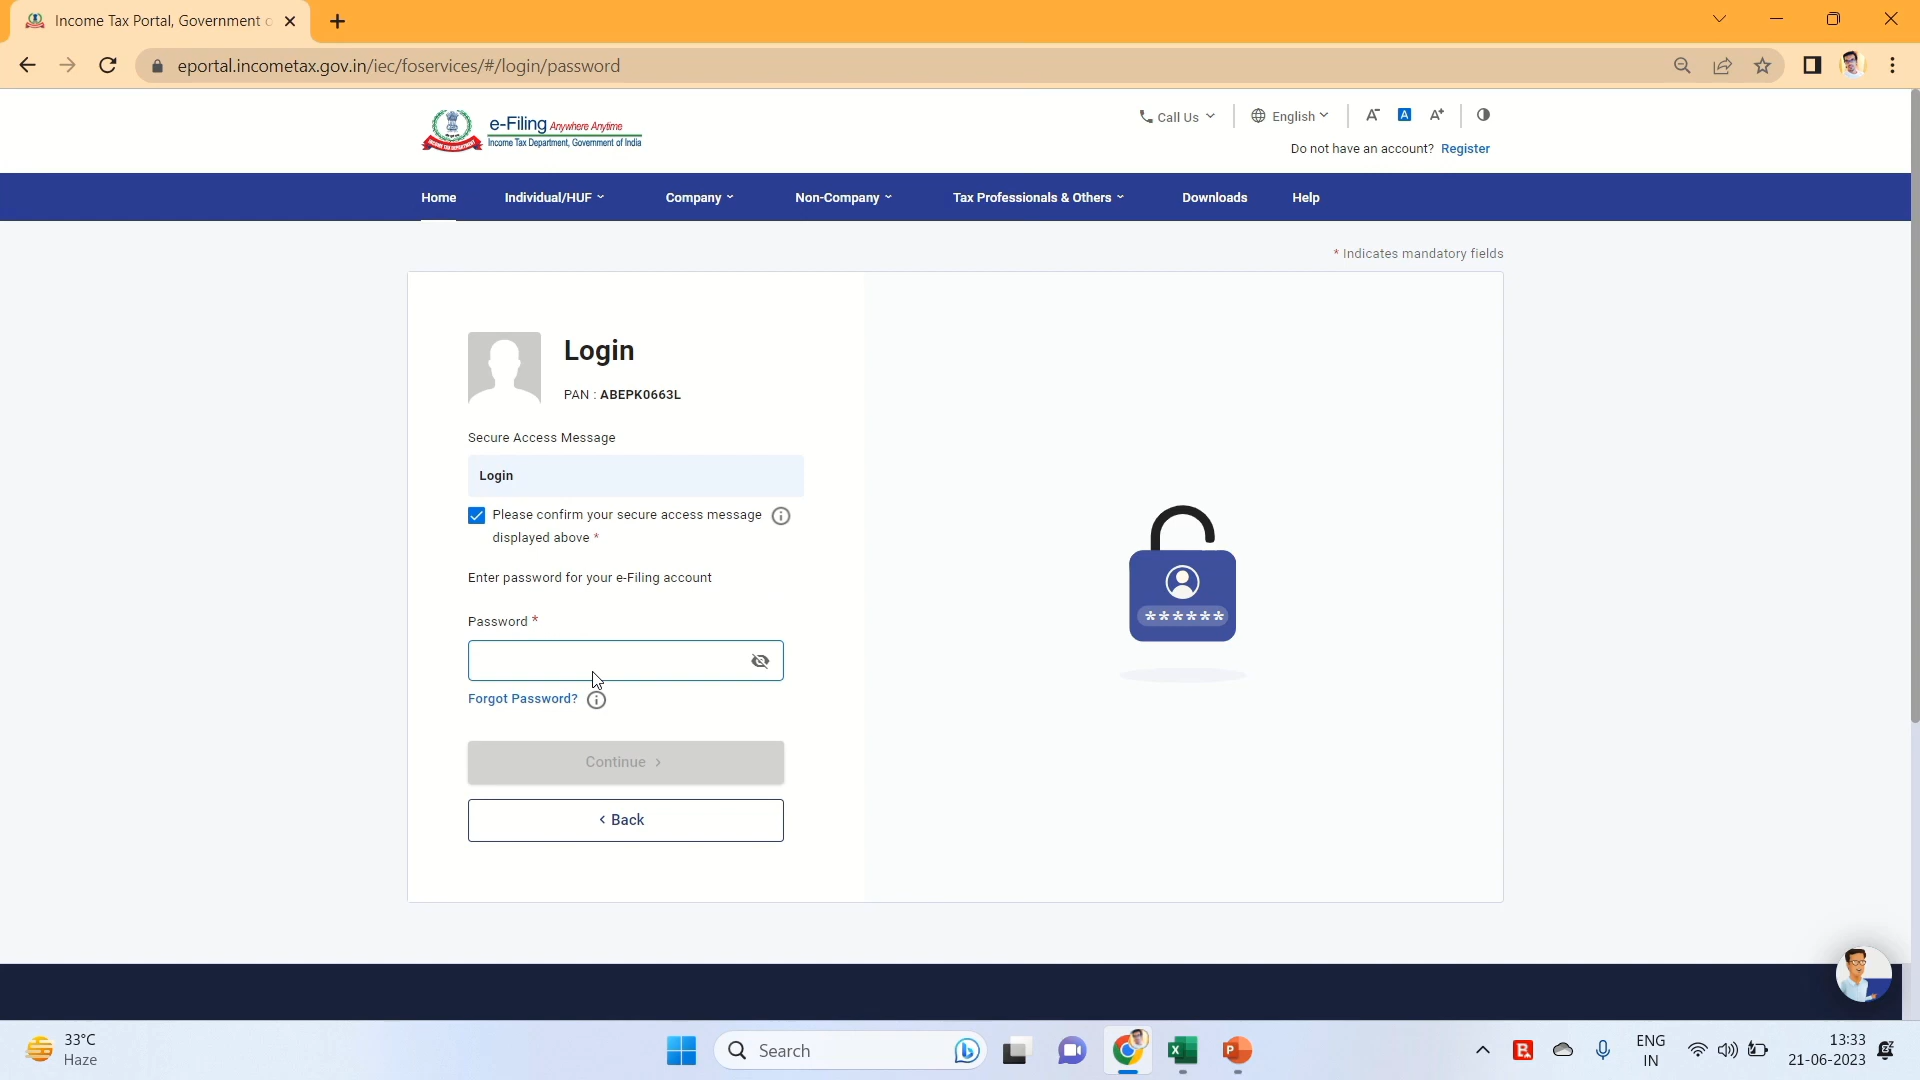 Income Tax Portal, Government o
eportal.incometax.gov.in/iec/foservices/#/login/password
e-Filing Anywhere Anytime
Income Tax Department, Government of India
INCOME TAX DEPARTMENT
Call Us
English
A-
A
A+
Do not have an account? Register
Home Individual/HUF Company Non-Company Tax Professionals & Others Downloads Help
* Indicates mandatory fields
Login
PAN : ABEPK0663L
Secure Access Message
Login
Please confirm your secure access message
displayed above *
Enter password for your e-Filing account
Password *
******
Forgot Password?
Continue >
< Back
33°C
Haze
Search
ENG
IN
13:33
21-06-2023